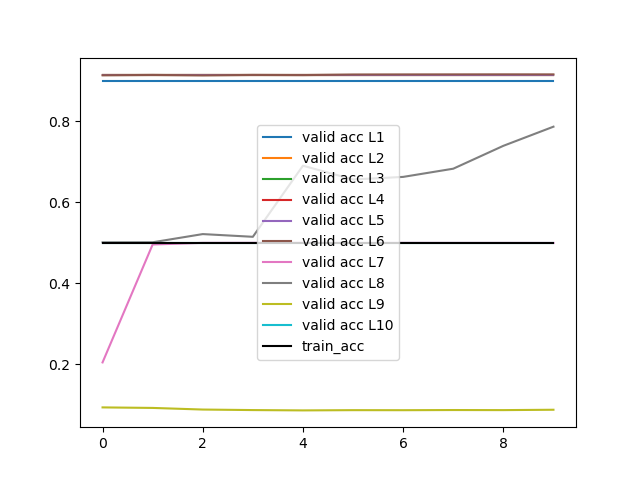 0.8
0.6
0.4
0.2
0 2 4 6 8
valid acc L1
valid acc L2
valid acc L3
valid acc L4
valid acc L5
valid acc L6
valid acc L7
valid acc L8
valid acc L9
valid acc L10
train_acc